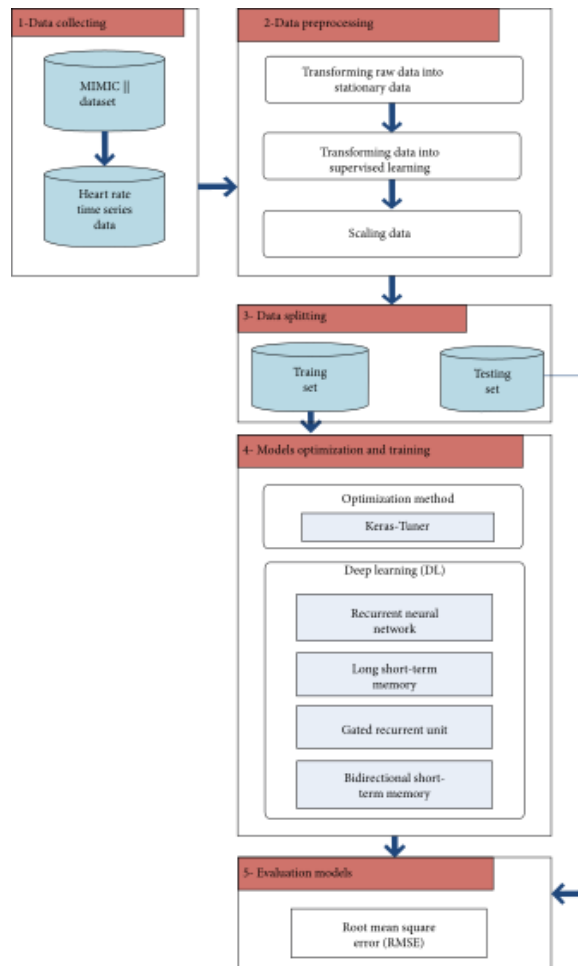 1-Data collecting
MIMIC ||
dataset
Heart rate
time series
data
2-Data preprocessing
Transforming raw data into
stationary data
Transforming data into
supervised learning
Scaling data
3- Data splitting
Traing
set
Testing
set
4- Models optimization and training
Optimization method
Keras-Tuner
Deep learning (DL)
Recurrent neural
network
Long short-term
memory
Gated recurrent unit
Bidirectional short-
term memory
5- Evaluation models
Root mean square
error (RMSE)